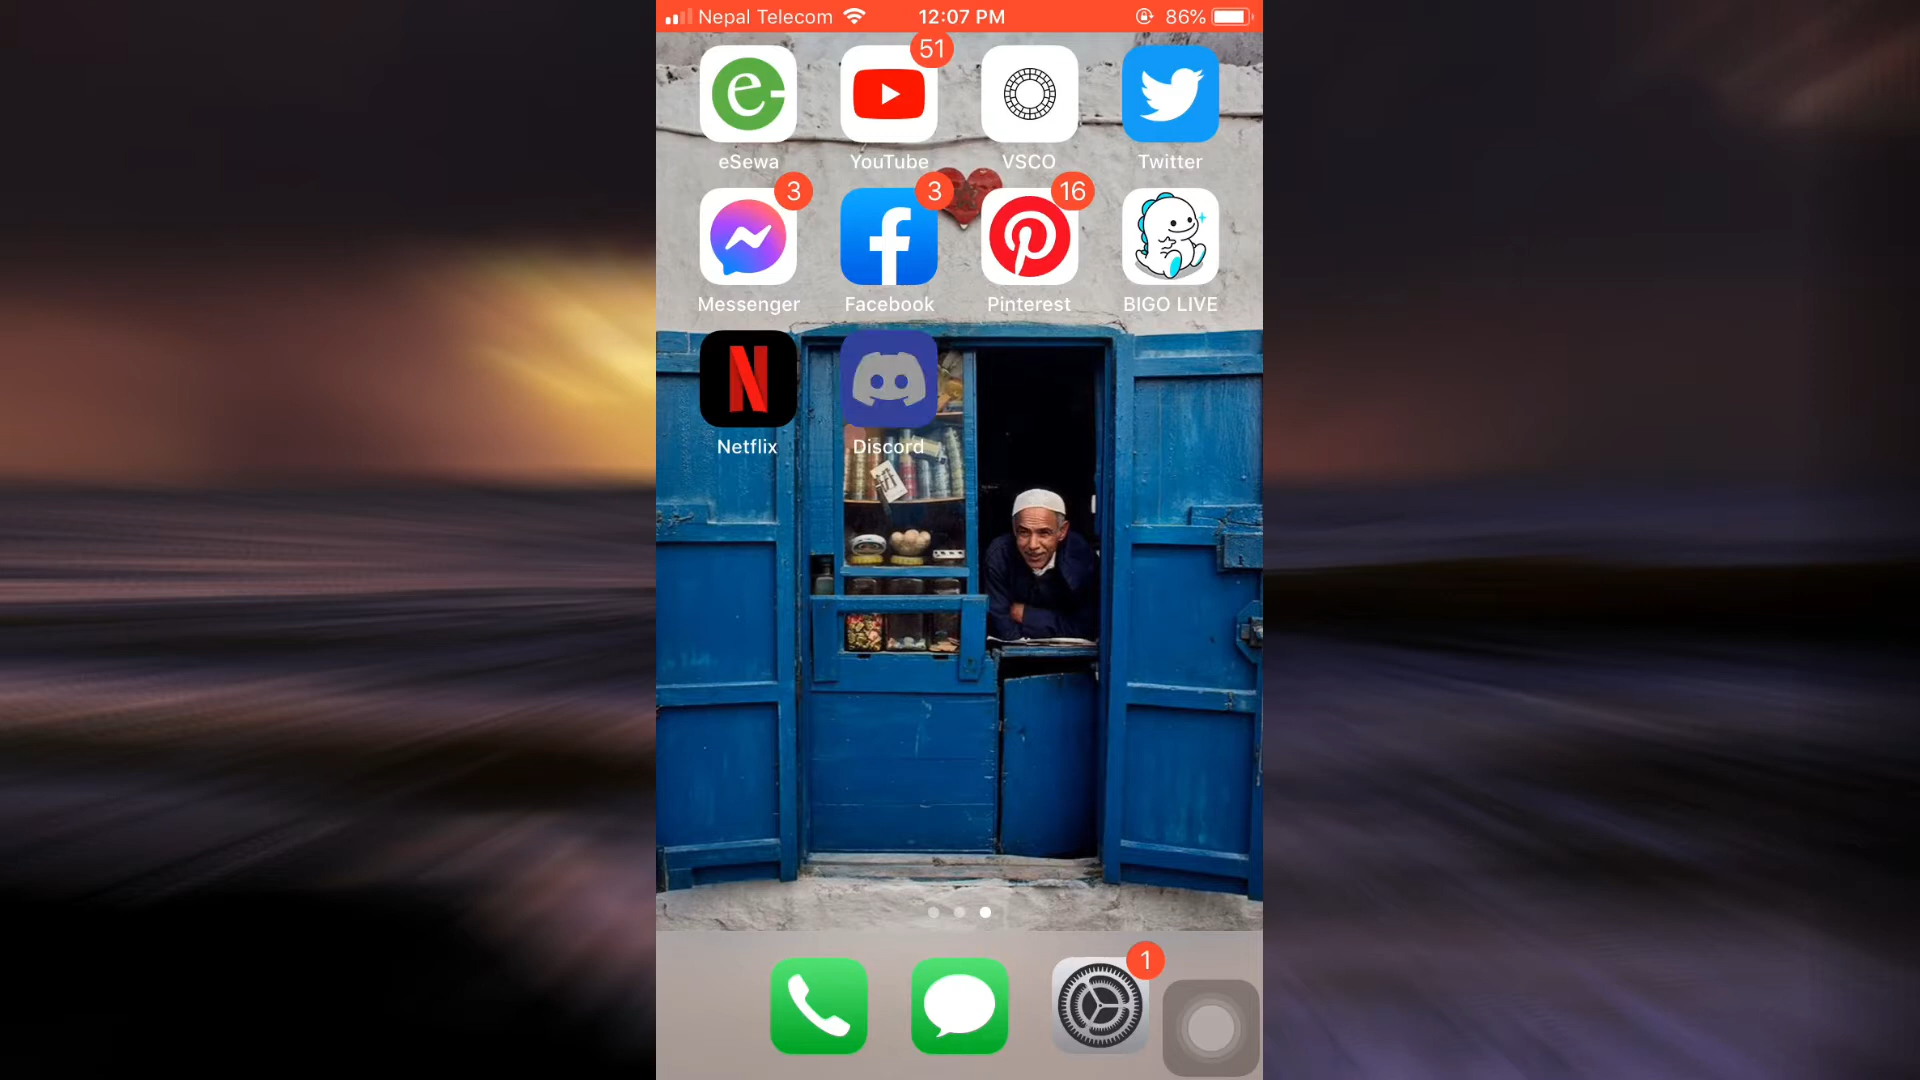 Nepal Telecom 12:07 PM 86%
51
eSewa YouTube VSCO Twitter
3 3 16
Messenger Facebook Pinterest BIGO LIVE
Netflix Discord
1